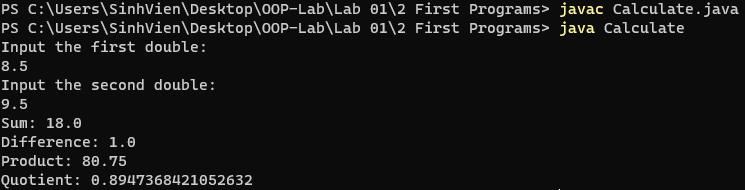 PS C:\Users\SinhVien\Desktop\OOP-Lab\Lab 01\2 First Programs> javac Calculate.java
PS C:\Users\SinhVien\Desktop\OOP-Lab\Lab 01\2 First Programs> java Calculate
Input the first double:
8.5
Input the second double:
9.5
Sum: 18.0
Difference: 1.0
Product: 80.75
Quotient: 0.8947368421052632